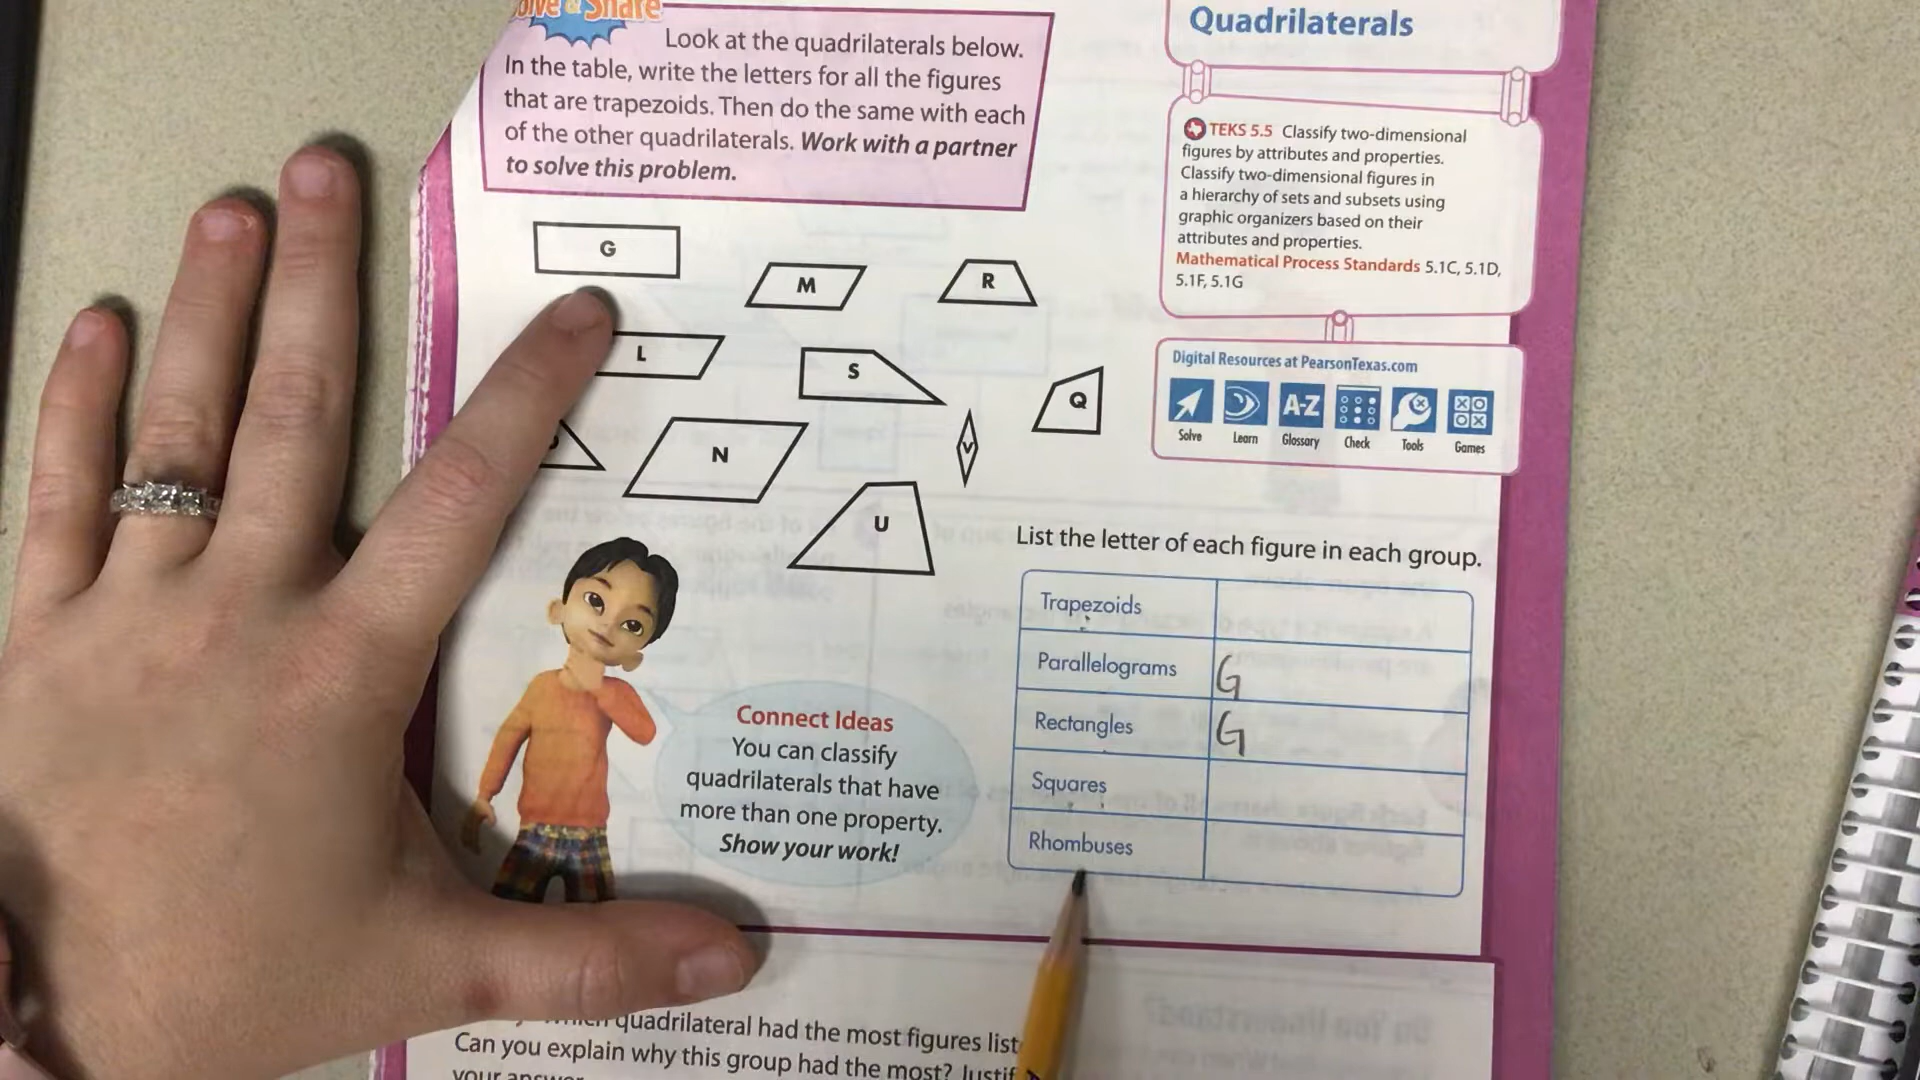 Solve & Share
Look at the quadrilaterals below.
In the table, write the letters for all the figures
that are trapezoids. Then do the same with each
of the other quadrilaterals. Work with a partner
to solve this problem.
Quadrilaterals
TEKS 5.5 Classify two-dimensional
figures by attributes and properties.
Classify two-dimensional figures in
a hierarchy of sets and subsets using
graphic organizers based on their
attributes and properties.
Mathematical Process Standards 5.1C, 5.1D,
5.1F, 5.1G
Digital Resources at PearsonTexas.com
A-Z
Solve Learn Glossary Check Tools Games
G
M
R
L
S
Q
N
V
U
List the letter of each figure in each group.
Trapezoids
Parallelograms G
Rectangles G
Squares
Rhombuses
Connect Ideas
You can classify
quadrilaterals that have
more than one property.
Show your work!
quadrilateral had the most figures
Can you explain why this group had the most?
your